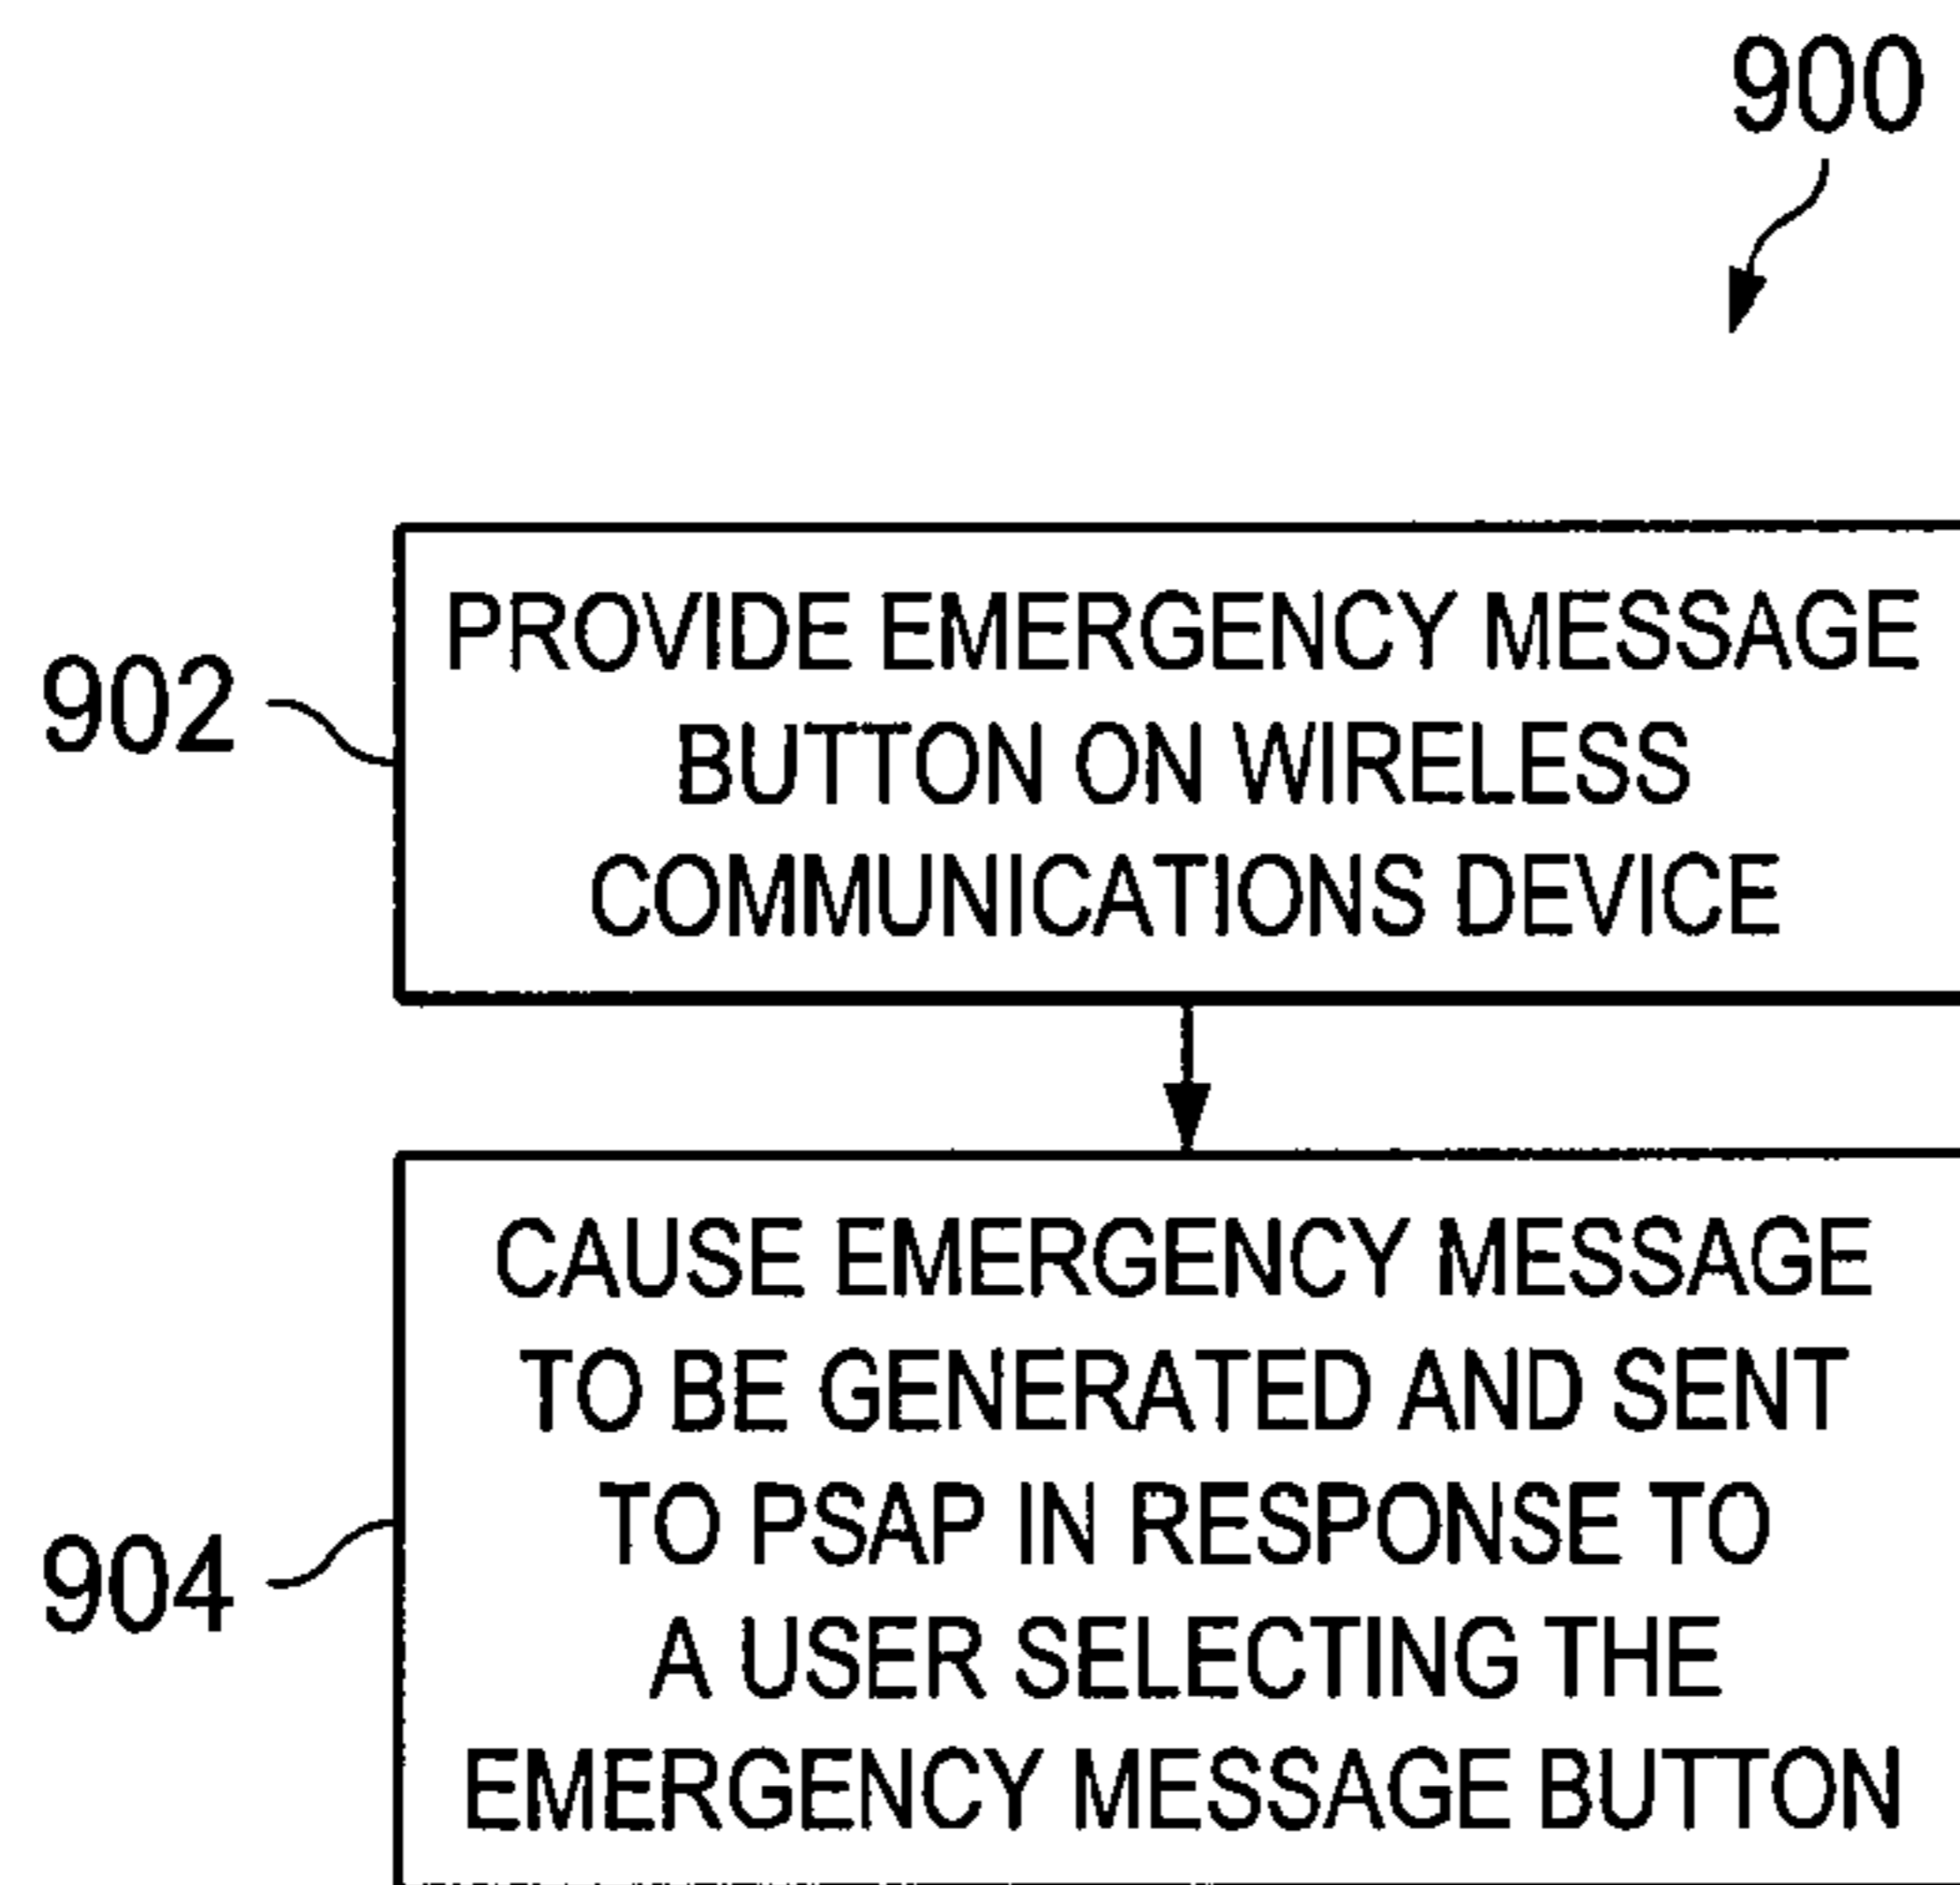 900
902
PROVIDE EMERGENCY MESSAGE
BUTTON ON WIRELESS
COMMUNICATIONS DEVICE
904
CAUSE EMERGENCY MESSAGE
TO BE GENERATED AND SENT
TO PSAP IN RESPONSE TO
A USER SELECTING THE
EMERGENCY MESSAGE BUTTON